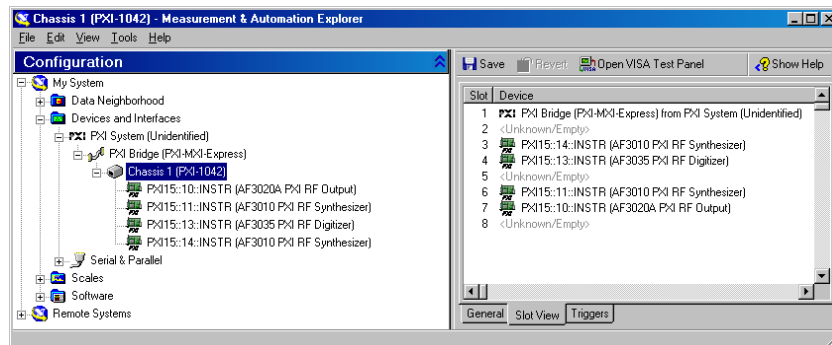 Chassis 1 (PXI-1042) - Measurement & Automation Explorer
File Edit View Tools Help
Configuration
My System
Data Neighborhood
Devices and Interfaces
PXI PXI System (Unidentified)
PXI Bridge (PXI-MXI-Express)
Chassis 1 (PXI-1042)
PXI15::10::INSTR (AF3020A PXI RF Output)
PXI15::11::INSTR (AF3010 PXI RF Synthesizer)
PXI15::13::INSTR (AF3035 PXI RF Digitizer)
PXI15::14::INSTR (AF3010 PXI RF Synthesizer)
Serial & Parallel
Scales
Software
Remote Systems
Save Revert Open VISA Test Panel Show Help
Slot Device
1 PXI PXI Bridge (PXI-MXI-Express) from PXI System (Unidentified)
2 <Unknown/Empty>
3 PXI15::14::INSTR (AF3010 PXI RF Synthesizer)
4 PXI15::13::INSTR (AF3035 PXI RF Digitizer)
5 <Unknown/Empty>
6 PXI15::11::INSTR (AF3010 PXI RF Synthesizer)
7 PXI15::10::INSTR (AF3020A PXI RF Output)
8 <Unknown/Empty>
General Slot View Triggers